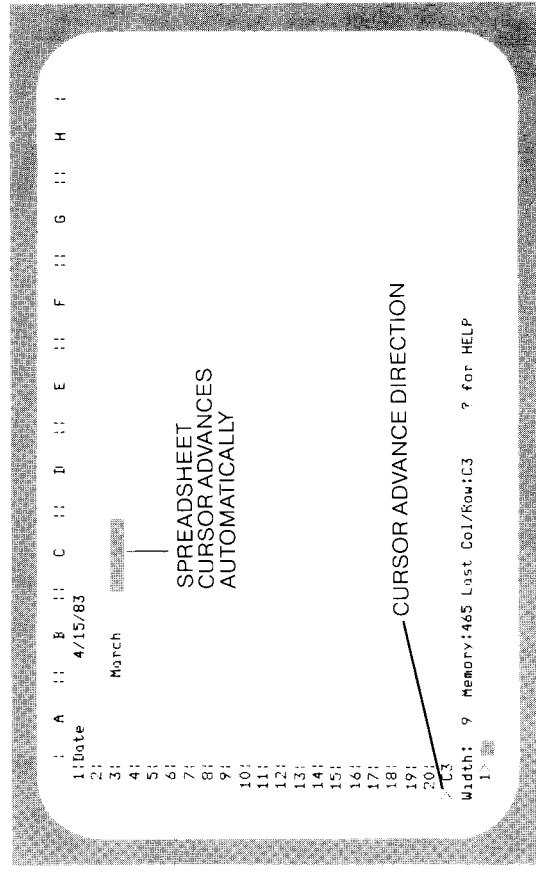 : A :: B :: C :: D :: E :: F :: G :: H :
1:Date 4/15/83
2:
3: March
4:
5:
6:
7:
8:
9:
10:
11:
12:
13:
14:
15:
16:
17:
18:
19:
20:
SPREADSHEET
CURSOR ADVANCES
AUTOMATICALLY
CURSOR ADVANCE DIRECTION
> C3
Width: 9 Memory:465 Last Col/Row:C3 ? for HELP
1>